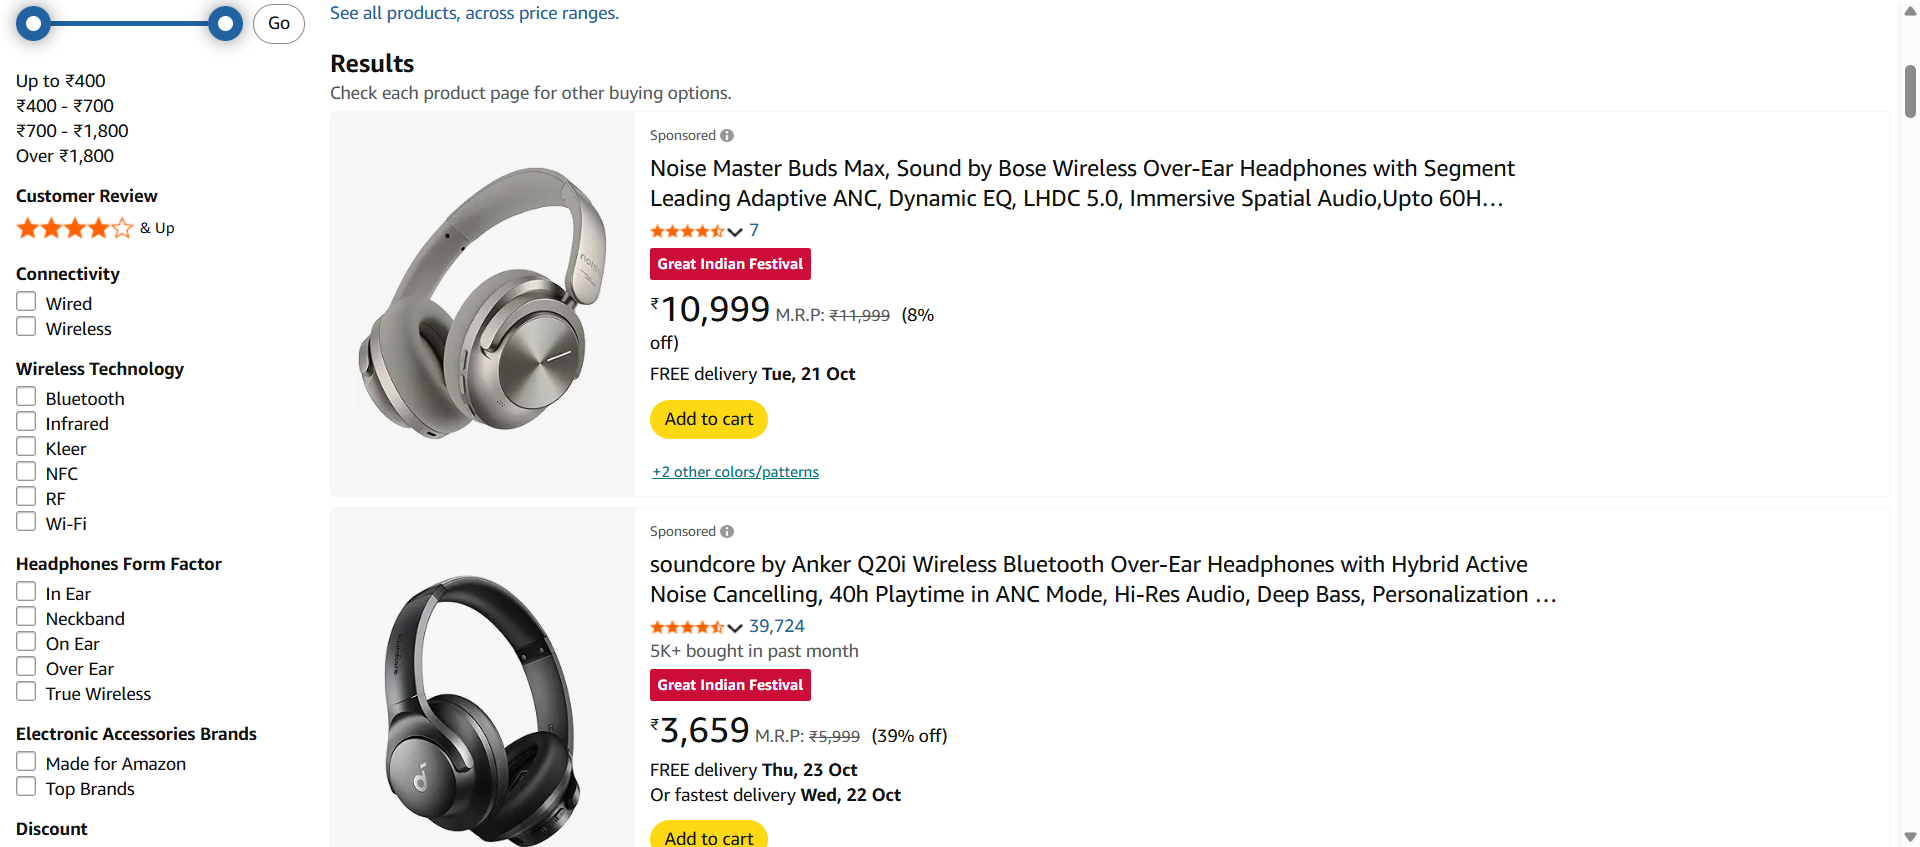 Go
Up to ₹400
₹400 - ₹700
₹700 - ₹1,800
Over ₹1,800
Customer Review
& Up
Connectivity
Wired
Wireless
Wireless Technology
Bluetooth
Infrared
Kleer
NFC
RF
Wi-Fi
Headphones Form Factor
In Ear
Neckband
On Ear
Over Ear
True Wireless
Electronic Accessories Brands
Made for Amazon
Top Brands
Discount
See all products, across price ranges.
Results
Check each product page for other buying options.
Sponsored
Noise Master Buds Max, Sound by Bose Wireless Over-Ear Headphones with Segment
Leading Adaptive ANC, Dynamic EQ, LHDC 5.0, Immersive Spatial Audio,Upto 60H…
7
Great Indian Festival
₹10,999 M.R.P: ₹11,999 (8%
off)
FREE delivery Tue, 21 Oct
Add to cart
+2 other colors/patterns
Sponsored
soundcore by Anker Q20i Wireless Bluetooth Over-Ear Headphones with Hybrid Active
Noise Cancelling, 40h Playtime in ANC Mode, Hi-Res Audio, Deep Bass, Personalization …
39,724
5K+ bought in past month
Great Indian Festival
₹3,659 M.R.P: ₹5,999 (39% off)
FREE delivery Thu, 23 Oct
Or fastest delivery Wed, 22 Oct
Add to cart